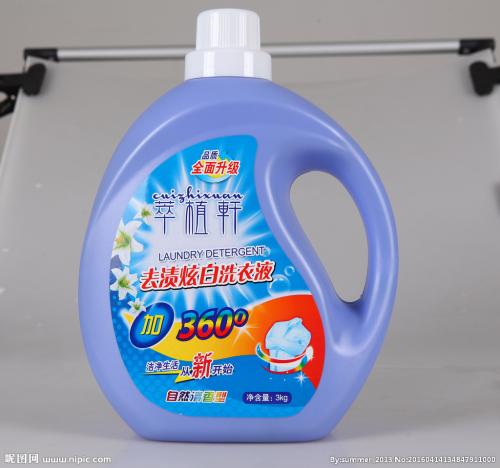 品质
全面升级
cuizhixuan
萃植軒
LAUNDRY DETERGENT
去渍炫白洗衣液
加 360°
洁净生活 从新开始
自然清香型
净含量：3kg
昵图网 www.nipic.com
By:summer-2013 No:20160414134847911000